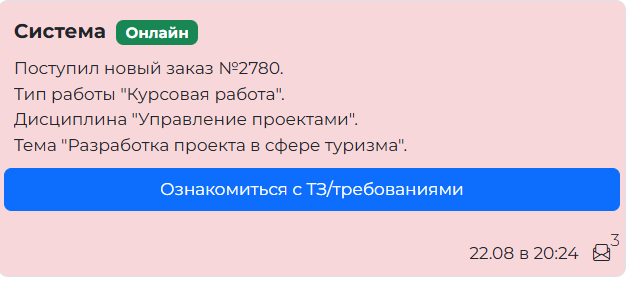 Система Онлайн
Поступил новый заказ №2780.
Тип работы "Курсовая работа".
Дисциплина "Управление проектами".
Тема "Разработка проекта в сфере туризма".
Ознакомиться с ТЗ/требованиями
22.08 в 20:24 3